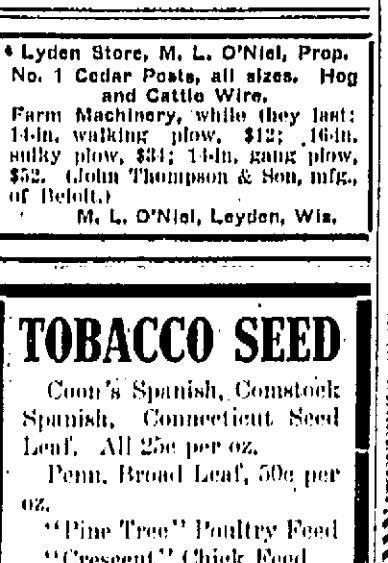 Lyden Store, M. L. O'Niel, Prop.
No. 1 Cedar Posts, all sizes. Hog
and Cattle Wire.
Farm Machinery, while they last:
14-in. walking plow, $12; 16-in.
sulky plow, $34; 14-in. gang plow,
$52. (John Thompson & Son, mfg.,
of Beloit.)
M. L. O'Niel, Leyden, Wis.
TOBACCO SEED
Coon's Spanish, Comstock
Spanish, Connecticut Seed
Leaf. All 25c per oz.
Penn. Broad Leaf, 50c per
oz.
"Pine Tree" Poultry Feed
"Crescent" Chick Feed